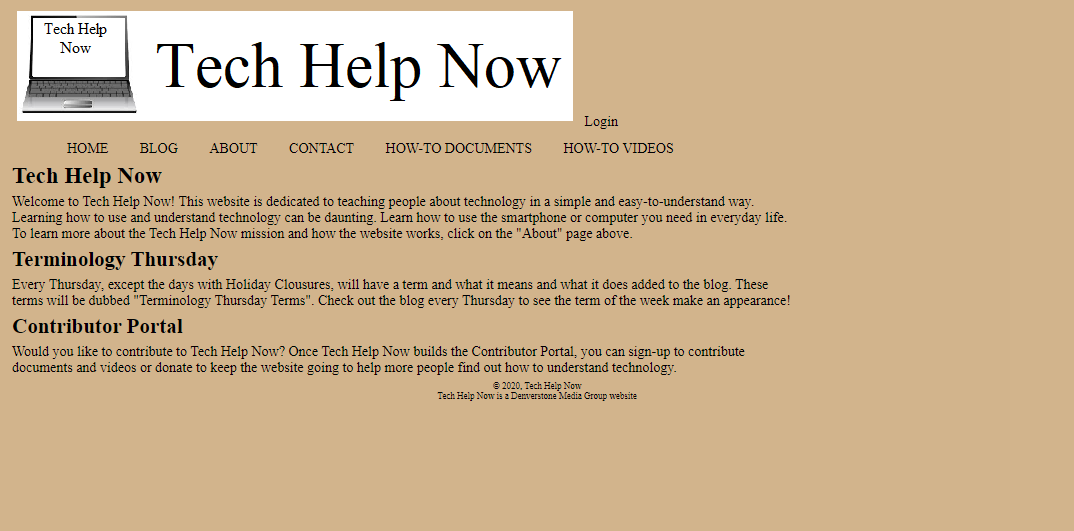 Tech Help
Now
Tech Help Now
Login
HOME BLOG ABOUT CONTACT HOW-TO DOCUMENTS HOW-TO VIDEOS
Tech Help Now
Welcome to Tech Help Now! This website is dedicated to teaching people about technology in a simple and easy-to-understand way.
Learning how to use and understand technology can be daunting. Learn how to use the smartphone or computer you need in everyday life.
To learn more about the Tech Help Now mission and how the website works, click on the "About" page above.
Terminology Thursday
Every Thursday, except the days with Holiday Clousures, will have a term and what it means and what it does added to the blog. These
terms will be dubbed "Terminology Thursday Terms". Check out the blog every Thursday to see the term of the week make an appearance!
Contributor Portal
Would you like to contribute to Tech Help Now? Once Tech Help Now builds the Contributor Portal, you can sign-up to contribute
documents and videos or donate to keep the website going to help more people find out how to understand technology.
© 2020, Tech Help Now
Tech Help Now is a Denverstone Media Group website